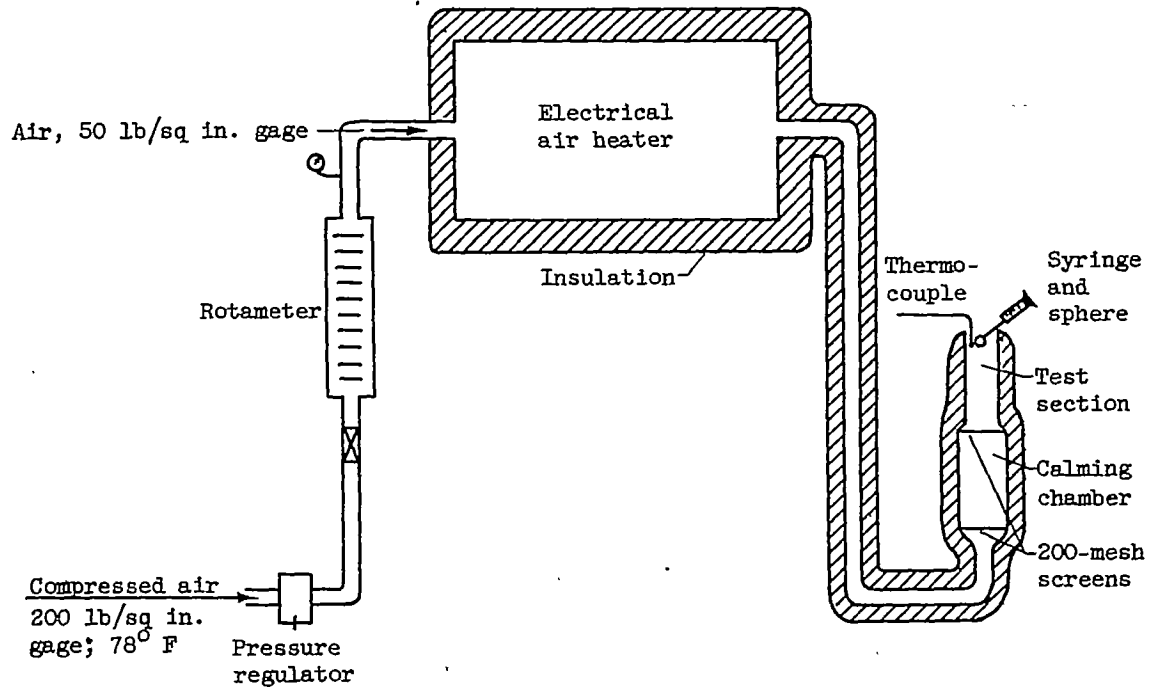 Electrical
air heater
Air, 50 lb/sq in. gage
Insulation
Thermo-
couple
Syringe
and
sphere
Rotameter
Test
section
Calming
chamber
200-mesh
screens
Compressed air
200 lb/sq in.
gage; 78° F
Pressure
regulator